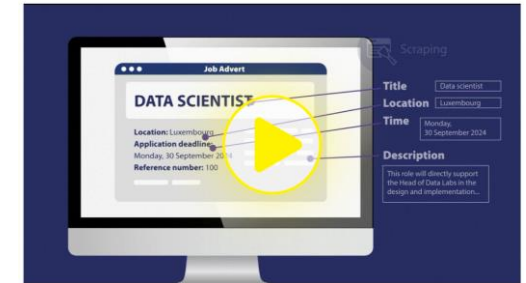 Scraping
Job Advert
DATA SCIENTIST
Location: Luxembourg
Application deadline:
Monday, 30 September 2024
Reference number: 100
Title
Data scientist
Location
Luxembourg
Time
Monday,
30 September 2024
Description
This role will directly support
the Head of Data Labs in the
design and implementation...